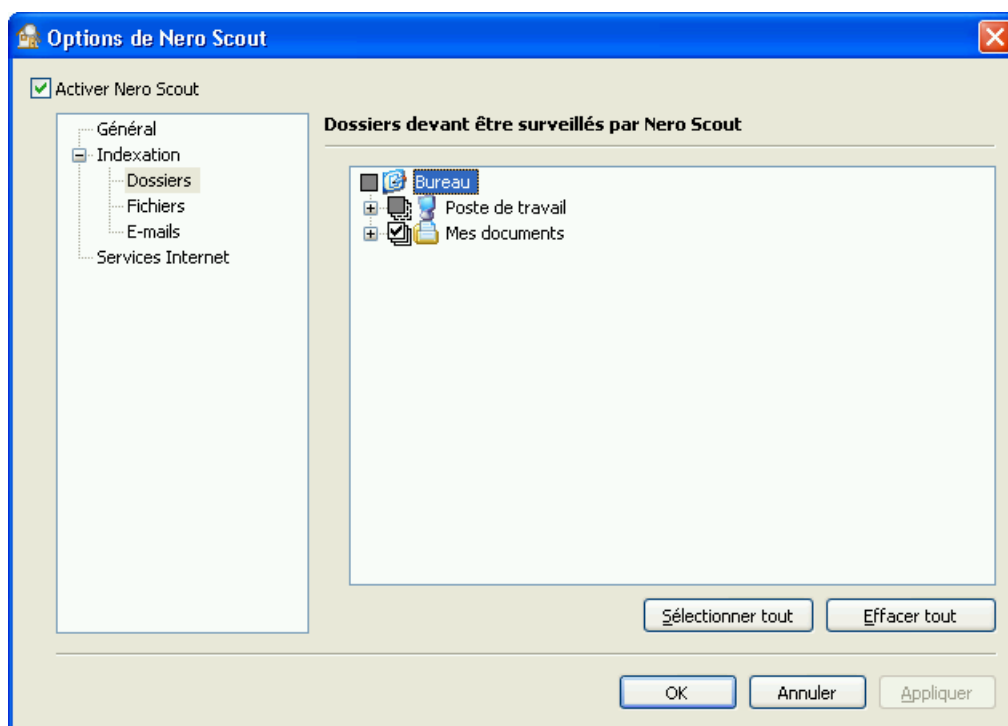 Options de Nero Scout
Activer Nero Scout
Général
Indexation
Dossiers
Fichiers
E-mails
Services Internet
Dossiers devant être surveillés par Nero Scout
Bureau
Poste de travail
Mes documents
Sélectionner tout
Effacer tout
OK
Annuler
Appliquer